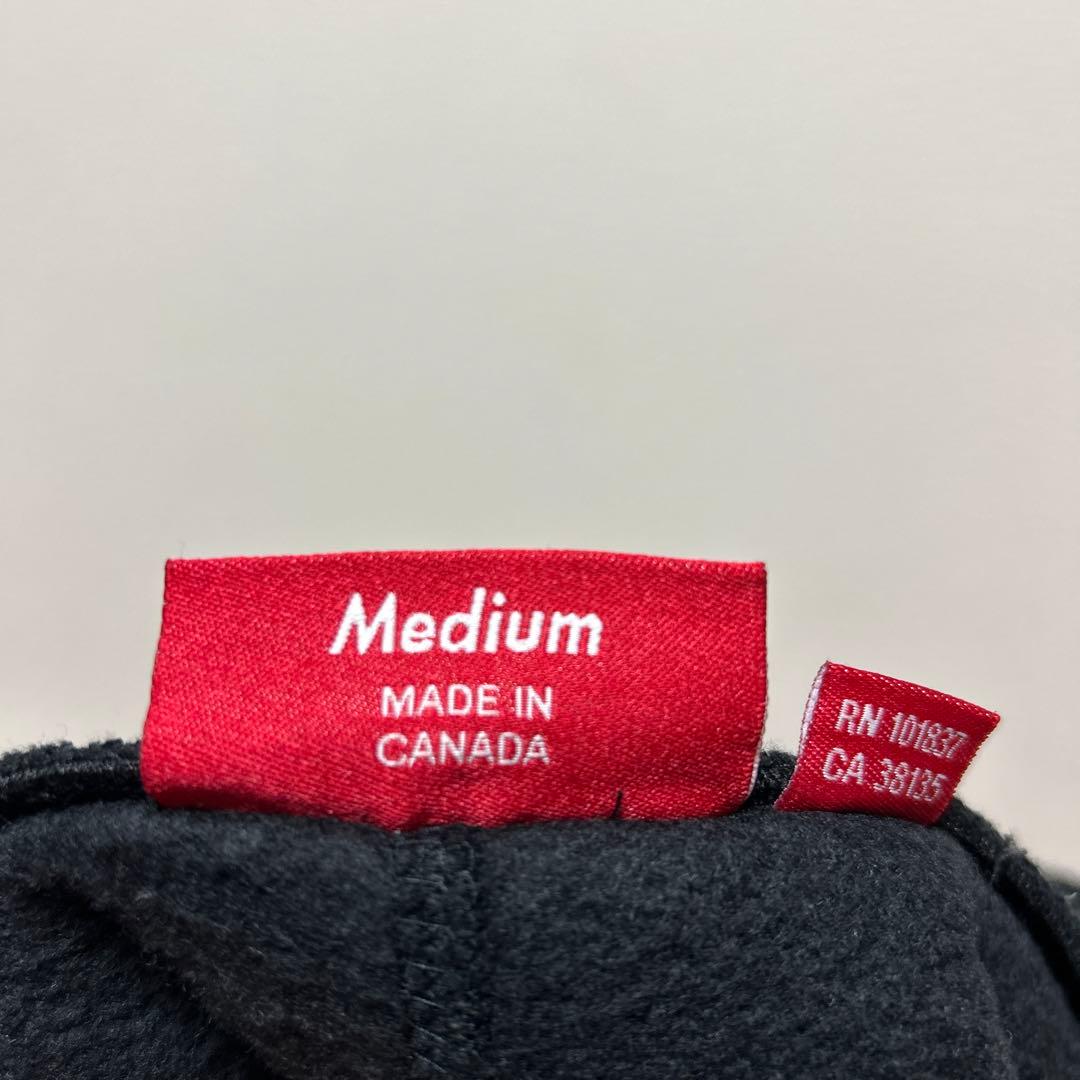 Medium
MADE IN
CANADA
RN 101837
CA 38135